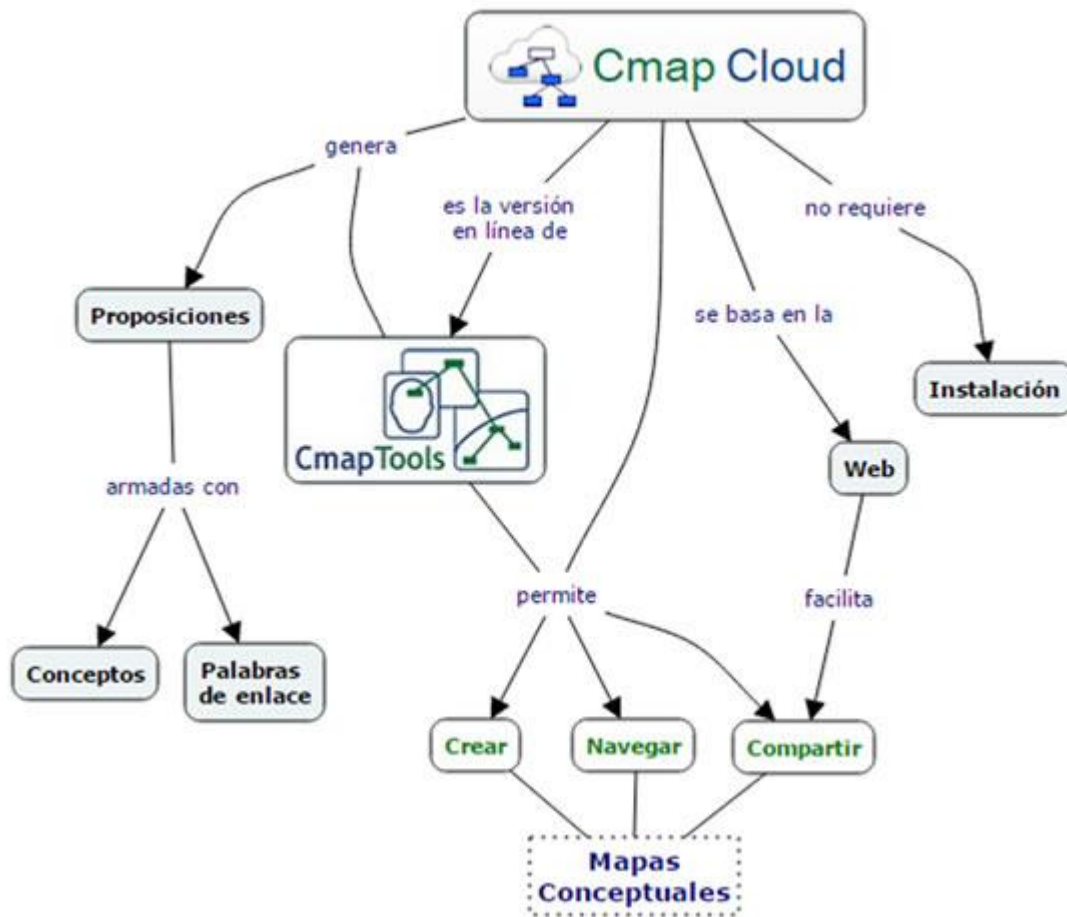 Cmap Cloud
genera
es la versión
en línea de
no requiere
Proposiciones
se basa en la
Instalación
CmapTools
Web
armadas con
permite
facilita
Conceptos
Palabras
de enlace
Crear
Navegar
Compartir
Mapas
Conceptuales